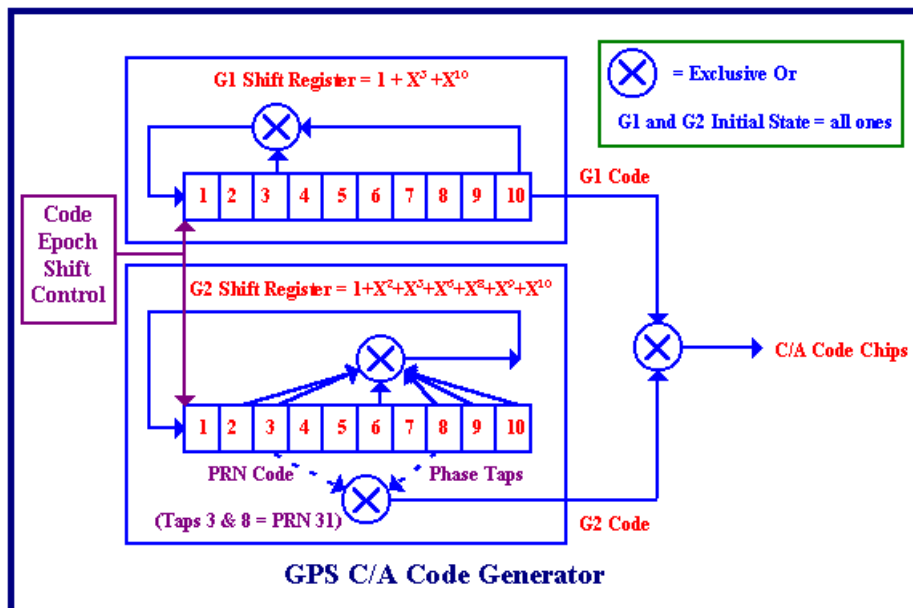 G1 Shift Register = 1 + X³ +X¹⁰
= Exclusive Or
G1 and G2 Initial State = all ones
1 2 3 4 5 6 7 8 9 10
G1 Code
Code
Epoch
Shift
Control
G2 Shift Register = 1+X²+X³+X⁶+X⁸+X⁹+X¹⁰
C/A Code Chips
1 2 3 4 5 6 7 8 9 10
PRN Code
Phase Taps
(Taps 3 & 8 = PRN 31)
G2 Code
GPS C/A Code Generator